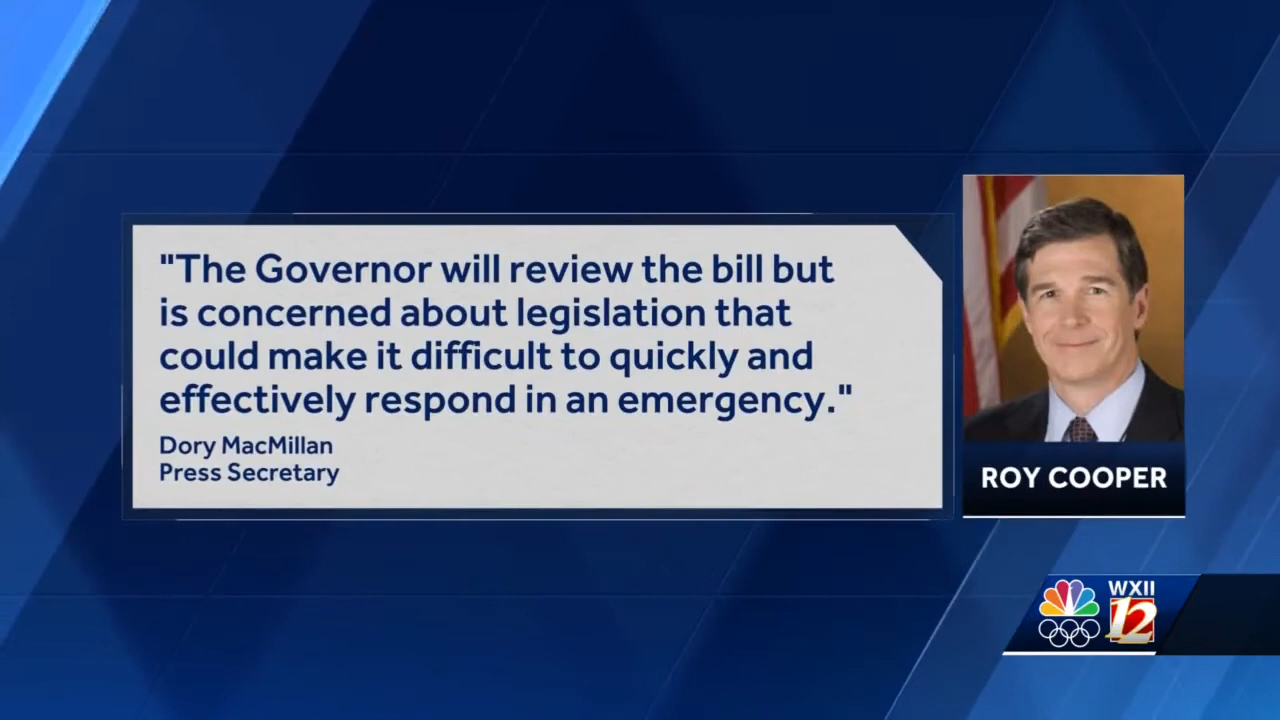 "The Governor will review the bill but
is concerned about legislation that
could make it difficult to quickly and
effectively respond in an emergency."
Dory MacMillan
Press Secretary
ROY COOPER
WXII
12